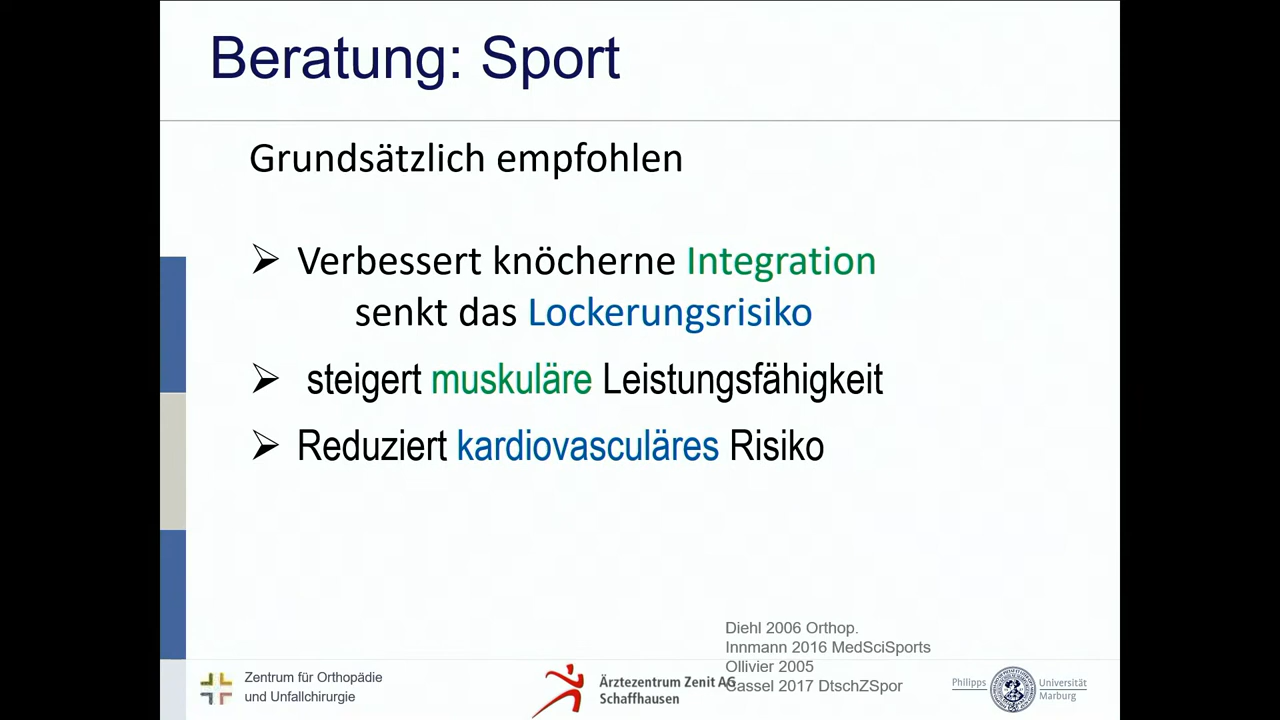 Beratung: Sport
Grundsätzlich empfohlen
➢ Verbessert knöcherne Integration
senkt das Lockerungsrisiko
➢ steigert muskuläre Leistungsfähigkeit
➢ Reduziert kardiovasculäres Risiko
Diehl 2006 Orthop.
Innmann 2016 MedSciSports
Ollivier 2005
Sassel 2017 DtschZSpor
Zentrum für Orthopädie
und Unfallchirurgie
Ärztezentrum Zenit AG
Schaffhausen
Philipps Universität
Marburg